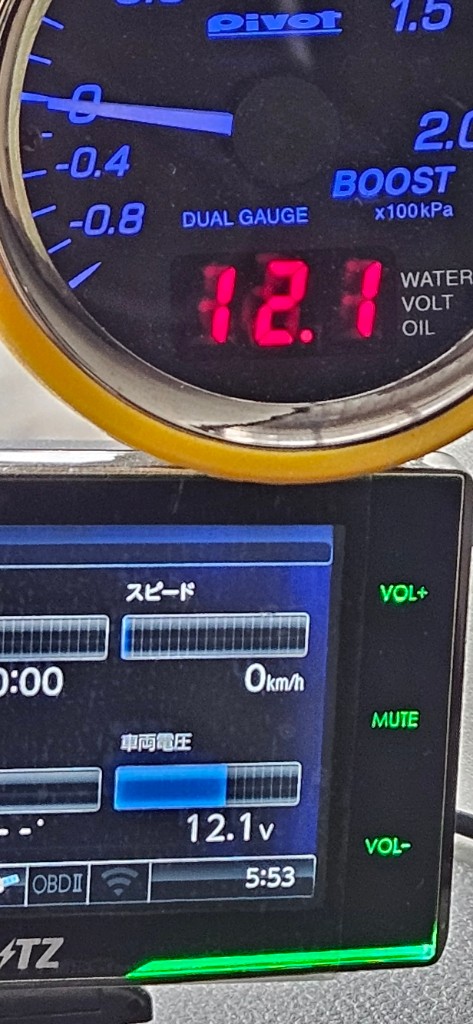 pivot
1.5
0
2.0
-0.4
BOOST
x100kPa
-0.8
DUAL GAUGE
12.1
WATER
VOLT
OIL
スピード
VOL+
:00
0km/h
MUTE
車両電圧
12.1v
VOL-
OBDⅡ
5:53
TZ